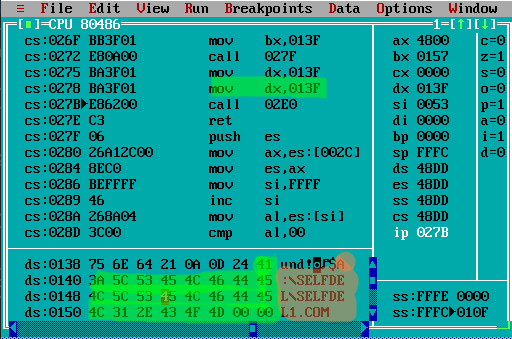 ≡ File Edit View Run Breakpoints Data Options Window
[■]=CPU 80486 1=[↑][↓]
cs:026F BB3F01 mov bx,013F ax 4800 c=0
cs:0272 E80A00 call 027F bx 0157 z=1
cs:0275 BA3F01 mov dx,013F cx 0000 s=0
cs:0278 BA3F01 mov dx,013F dx 013F o=0
cs:027B►E86200 call 02E0 si 0053 p=1
cs:027E C3 ret di 0000 a=0
cs:027F 06 push es bp 0000 i=1
cs:0280 26A12C00 mov ax,es:[002C] sp FFFC d=0
cs:0284 8EC0 mov es,ax ds 48DD
cs:0286 BEFFFF mov si,FFFF es 48DD
cs:0289 46 inc si ss 48DD
cs:028A 268A04 mov al,es:[si] cs 48DD
cs:028D 3C00 cmp al,00 ip 027B
ds:0138 75 6E 64 21 0A 0D 24 41 und!◙♪$A
ds:0140 3A 5C 53 45 4C 46 44 45 :\SELFDE
ds:0148 4C 5C 53 45 4C 46 44 45 L\SELFDE ss:FFFE 0000
ds:0150 4C 31 2E 43 4F 4D 00 00 L1.COM ss:FFFC►010F